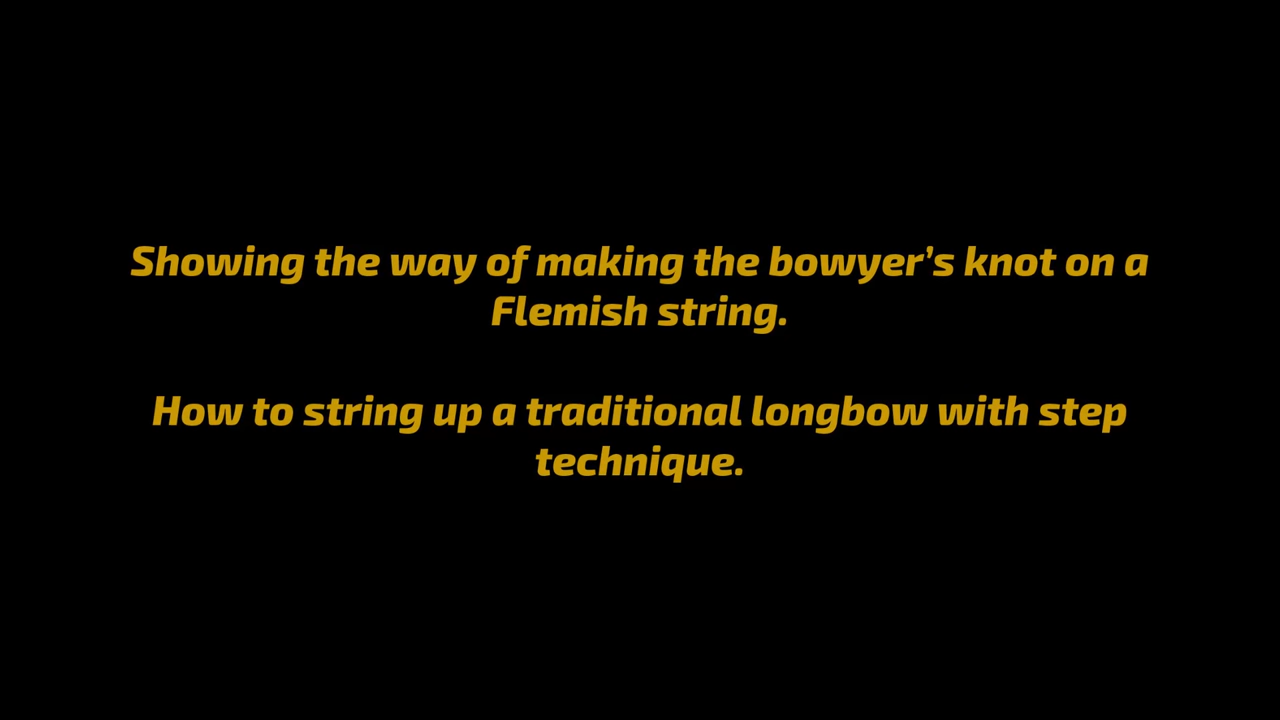 Showing the way of making the bowyer’s knot on a
Flemish string.
How to string up a traditional longbow with step
technique.